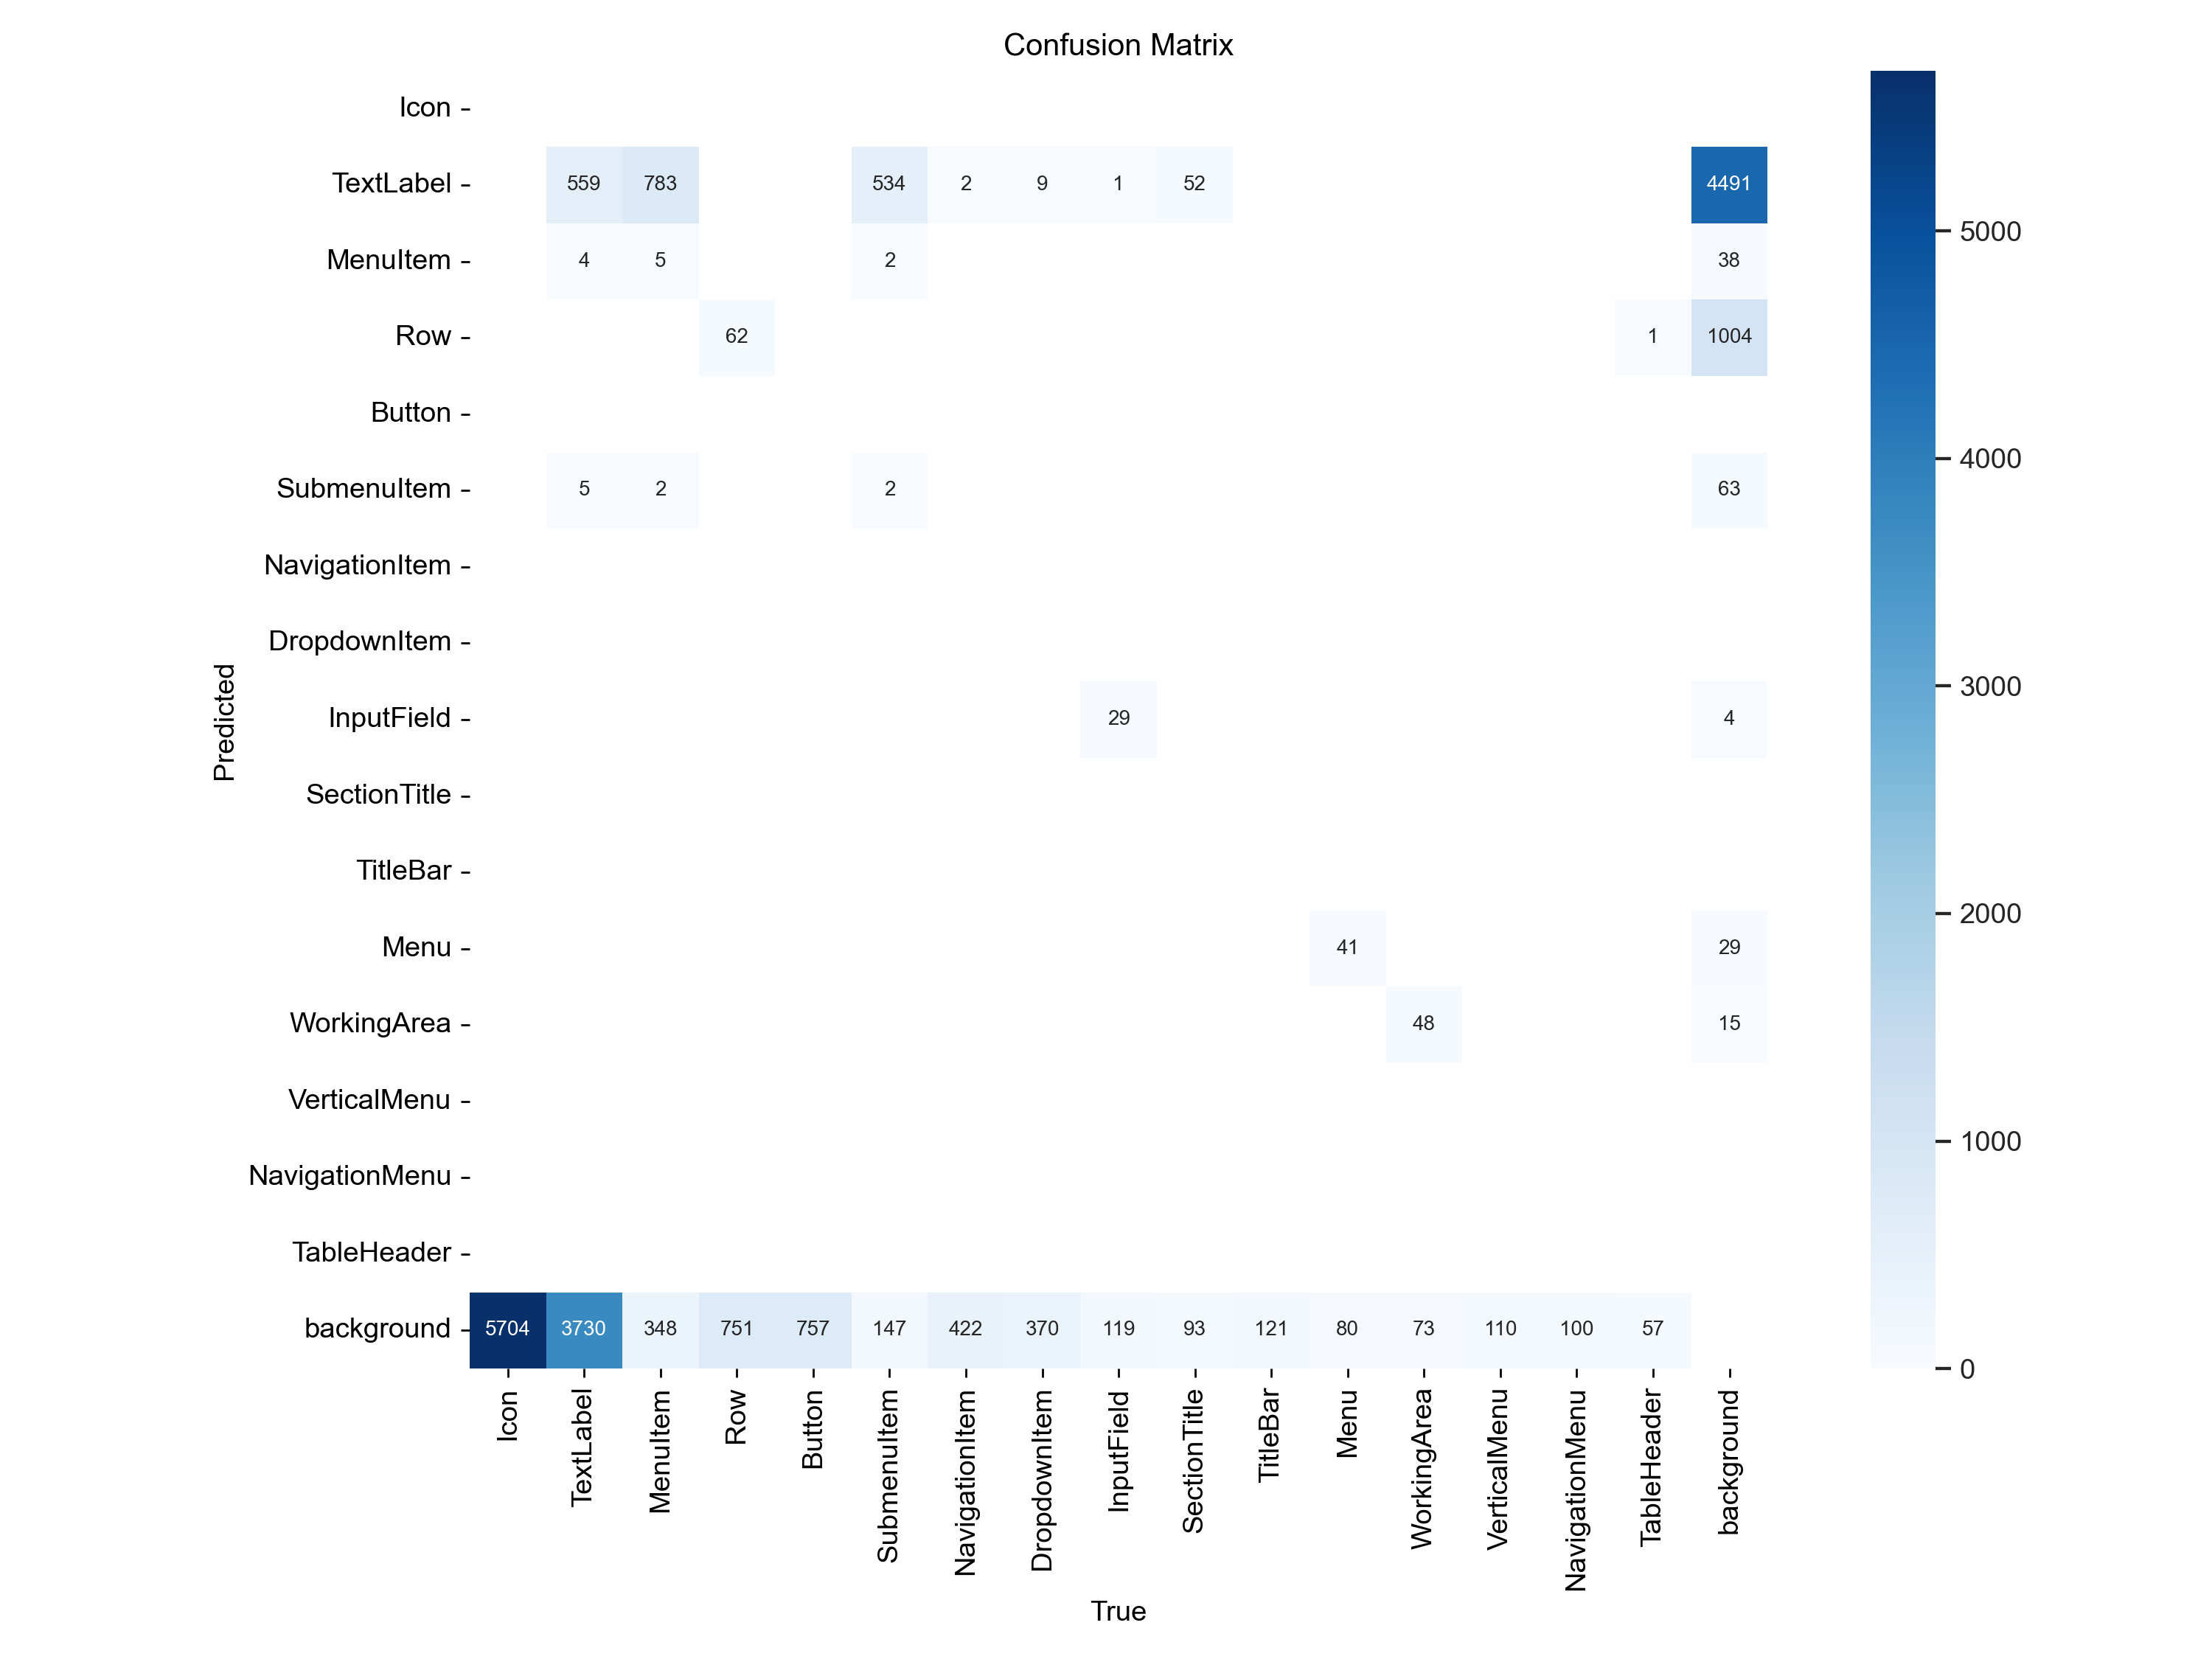 Confusion Matrix
Icon
TextLabel 559 783 534 2 9 1 52 4491
MenuItem 4 5 2 38
Row 62 1 1004
Button
SubmenuItem 5 2 2 63
NavigationItem
DropdownItem
InputField 29 4
SectionTitle
TitleBar
Menu 41 29
WorkingArea 48 15
VerticalMenu
NavigationMenu
TableHeader
background 5704 3730 348 751 757 147 422 370 119 93 121 80 73 110 100 57
Predicted
Icon TextLabel MenuItem Row Button SubmenuItem NavigationItem DropdownItem InputField SectionTitle TitleBar Menu WorkingArea VerticalMenu NavigationMenu TableHeader background
True
5000
4000
3000
2000
1000
0